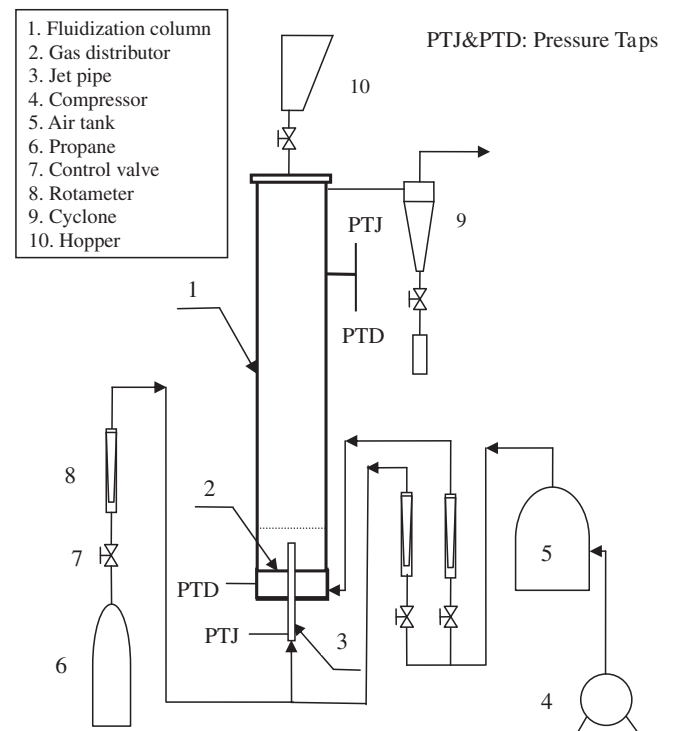 1. Fluidization column
2. Gas distributor
3. Jet pipe
4. Compressor
5. Air tank
6. Propane
7. Control valve
8. Rotameter
9. Cyclone
10. Hopper
PTJ&PTD: Pressure Taps
10
9
PTJ
1
PTD
8
2
7
5
PTD
PTJ
3
6
4